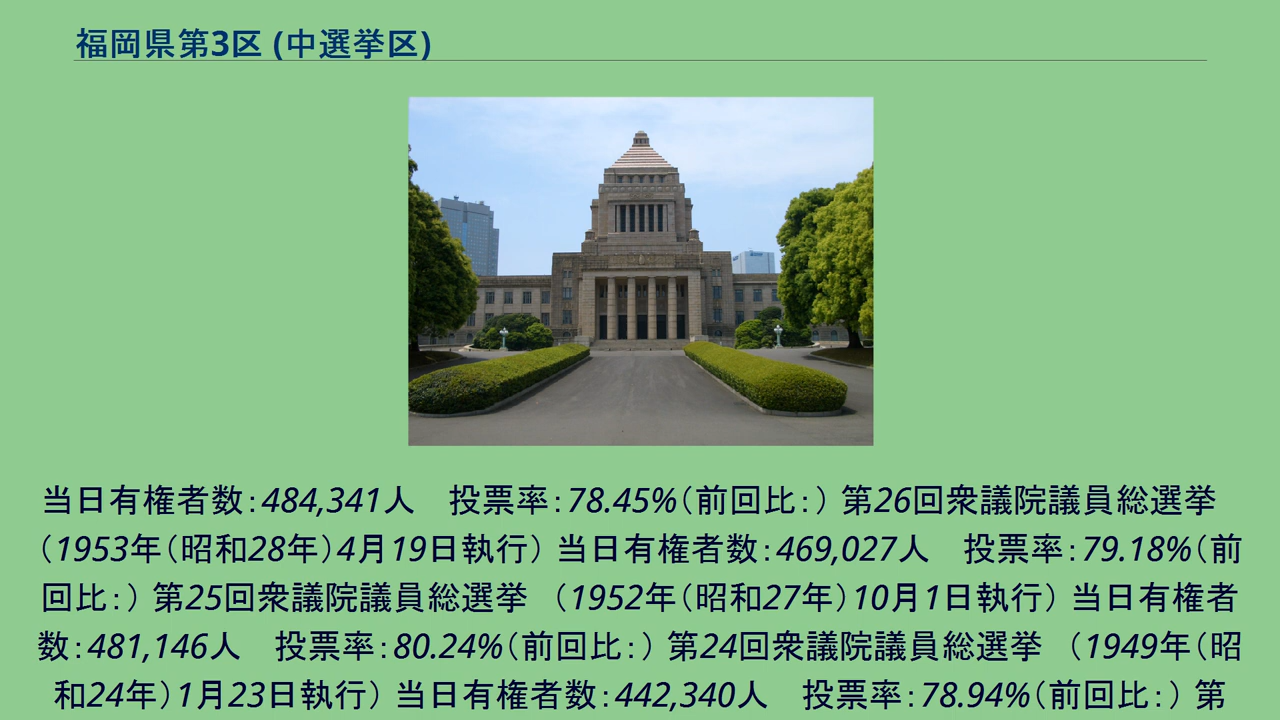 福岡県第3区 (中選挙区)
当日有権者数：484,341人　投票率：78.45%（前回比：） 第26回衆議院議員総選挙
（1953年（昭和28年）4月19日執行） 当日有権者数：469,027人　投票率：79.18%（前
回比：） 第25回衆議院議員総選挙　（1952年（昭和27年）10月1日執行） 当日有権者
数：481,146人　投票率：80.24%（前回比：） 第24回衆議院議員総選挙　（1949年（昭
和24年）1月23日執行） 当日有権者数：442,340人　投票率：78.94%（前回比：） 第